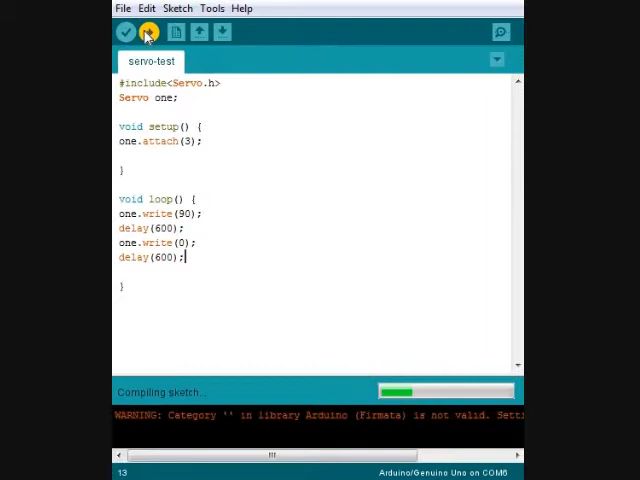 File Edit Sketch Tools Help
servo-test
#include<Servo.h>
Servo one;
void setup() {
one.attach(3);
}
void loop() {
one.write(90);
delay(600);
one.write(0);
delay(600);
}
Compiling sketch...
WARNING: Category '' in library Arduino (Firmata) is not valid. Setti
13 Arduino/Genuino Uno on COM6